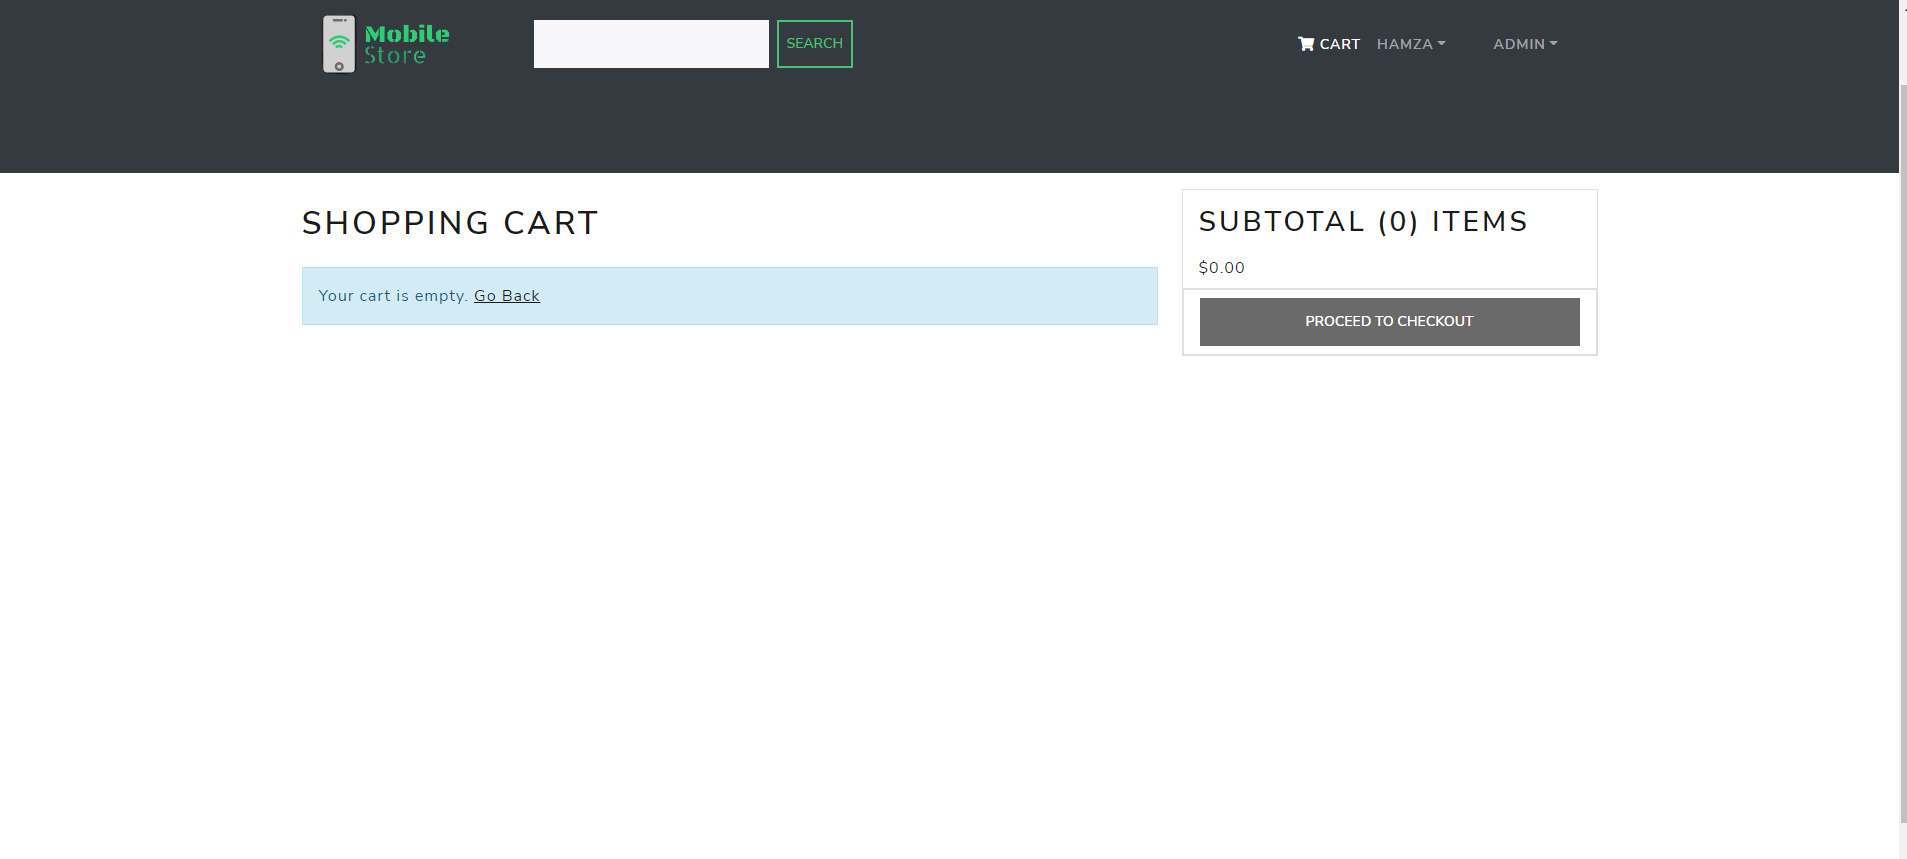 Mobile
Store
SEARCH
CART HAMZA ADMIN
SHOPPING CART
Your cart is empty. Go Back
SUBTOTAL (0) ITEMS
$0.00
PROCEED TO CHECKOUT